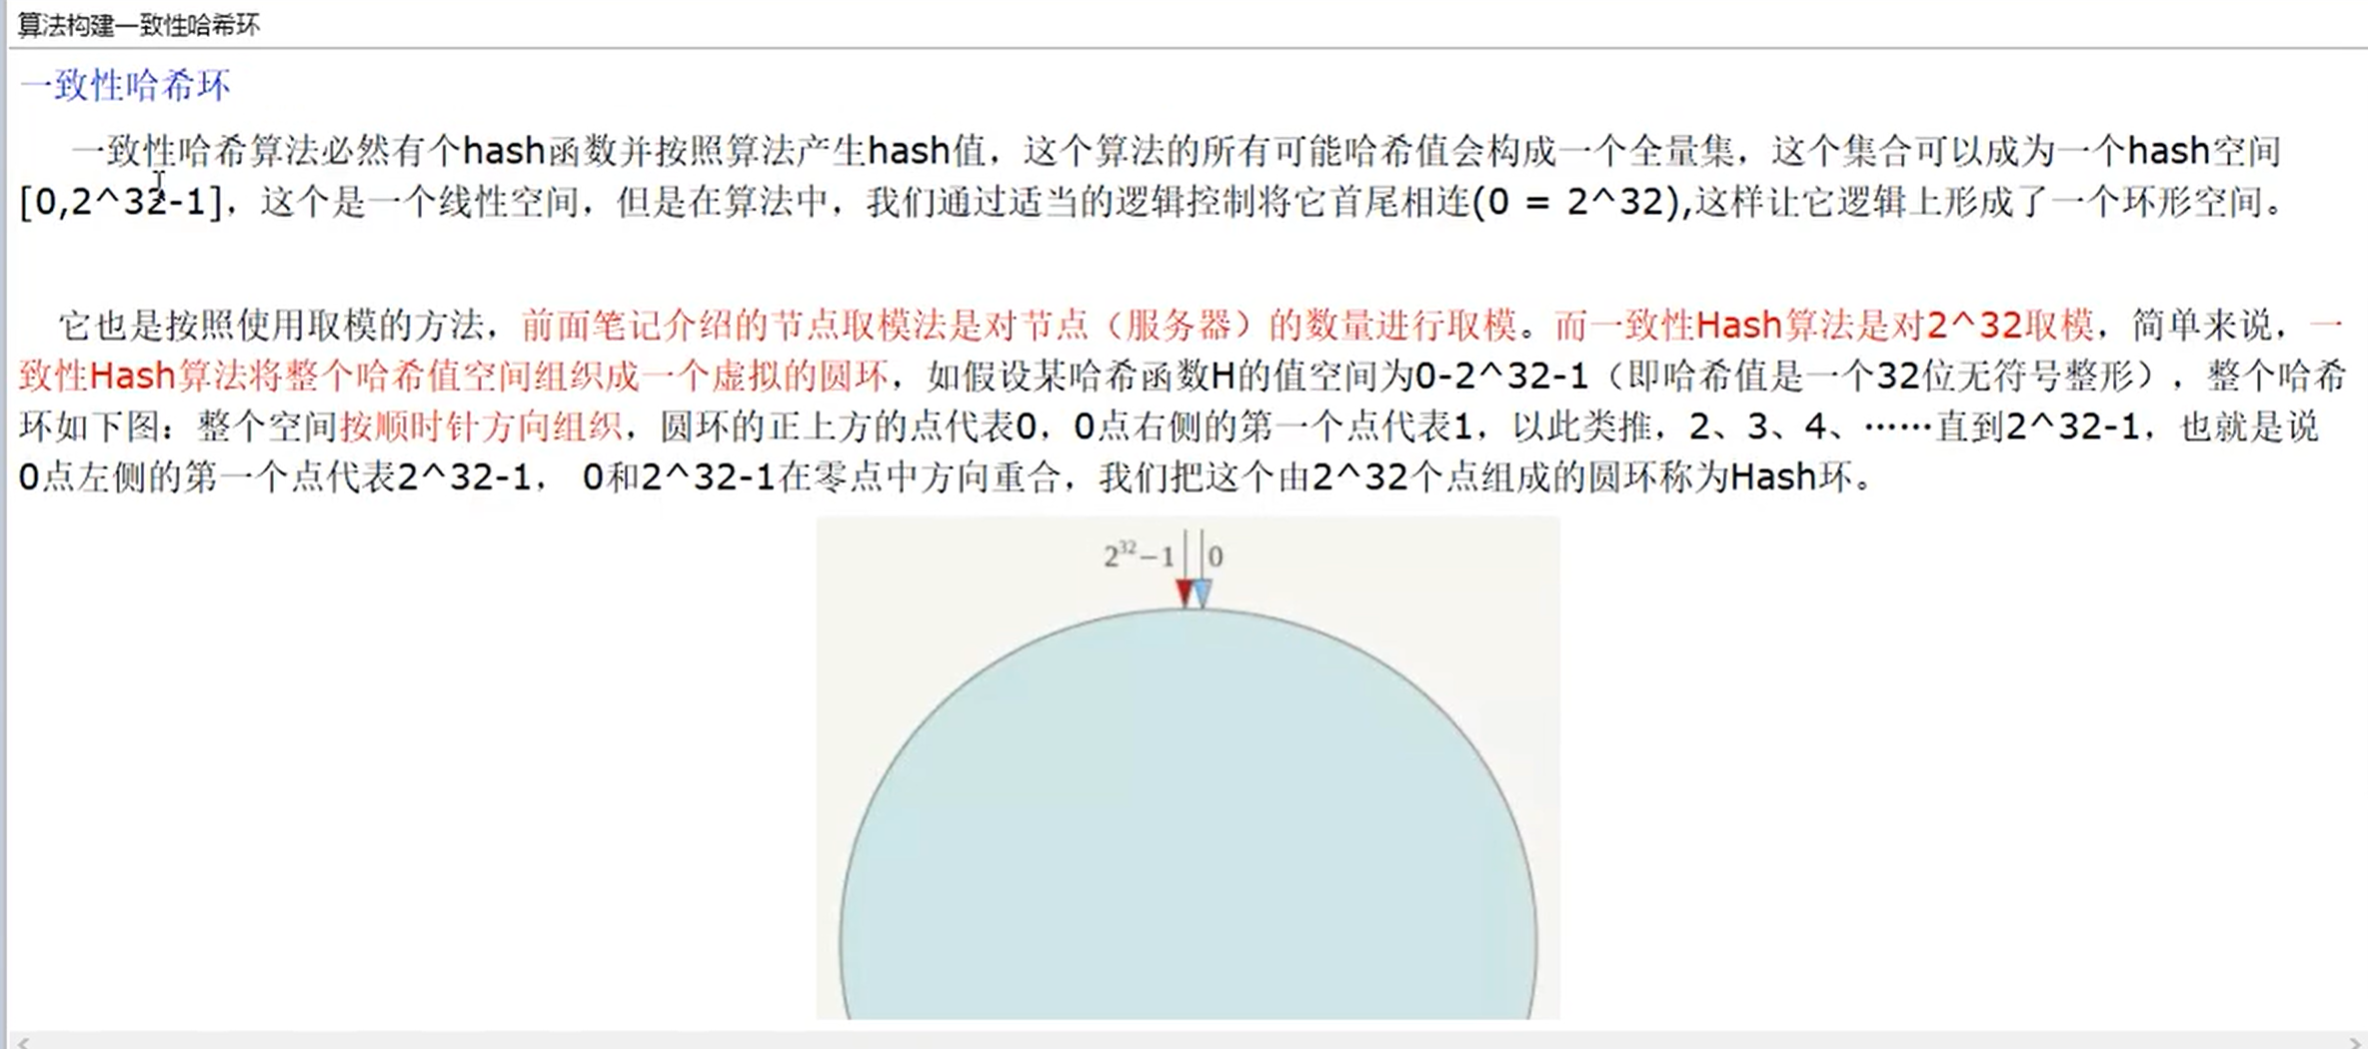 算法构建一致性哈希环
一致性哈希环
一致性哈希算法必然有个hash函数并按照算法产生hash值，这个算法的所有可能哈希值会构成一个全量集，这个集合可以成为一个hash空间
[0,2^32-1]，这个是一个线性空间，但是在算法中，我们通过适当的逻辑控制将它首尾相连(0 = 2^32),这样让它逻辑上形成了一个环形空间。
它也是按照使用取模的方法，前面笔记介绍的节点取模法是对节点（服务器）的数量进行取模。而一致性Hash算法是对2^32取模，简单来说，一
致性Hash算法将整个哈希值空间组织成一个虚拟的圆环，如假设某哈希函数H的值空间为0-2^32-1（即哈希值是一个32位无符号整形），整个哈希
环如下图：整个空间按顺时针方向组织，圆环的正上方的点代表0，0点右侧的第一个点代表1，以此类推，2、3、4、……直到2^32-1，也就是说
0点左侧的第一个点代表2^32-1， 0和2^32-1在零点中方向重合，我们把这个由2^32个点组成的圆环称为Hash环。
2³²−1 0